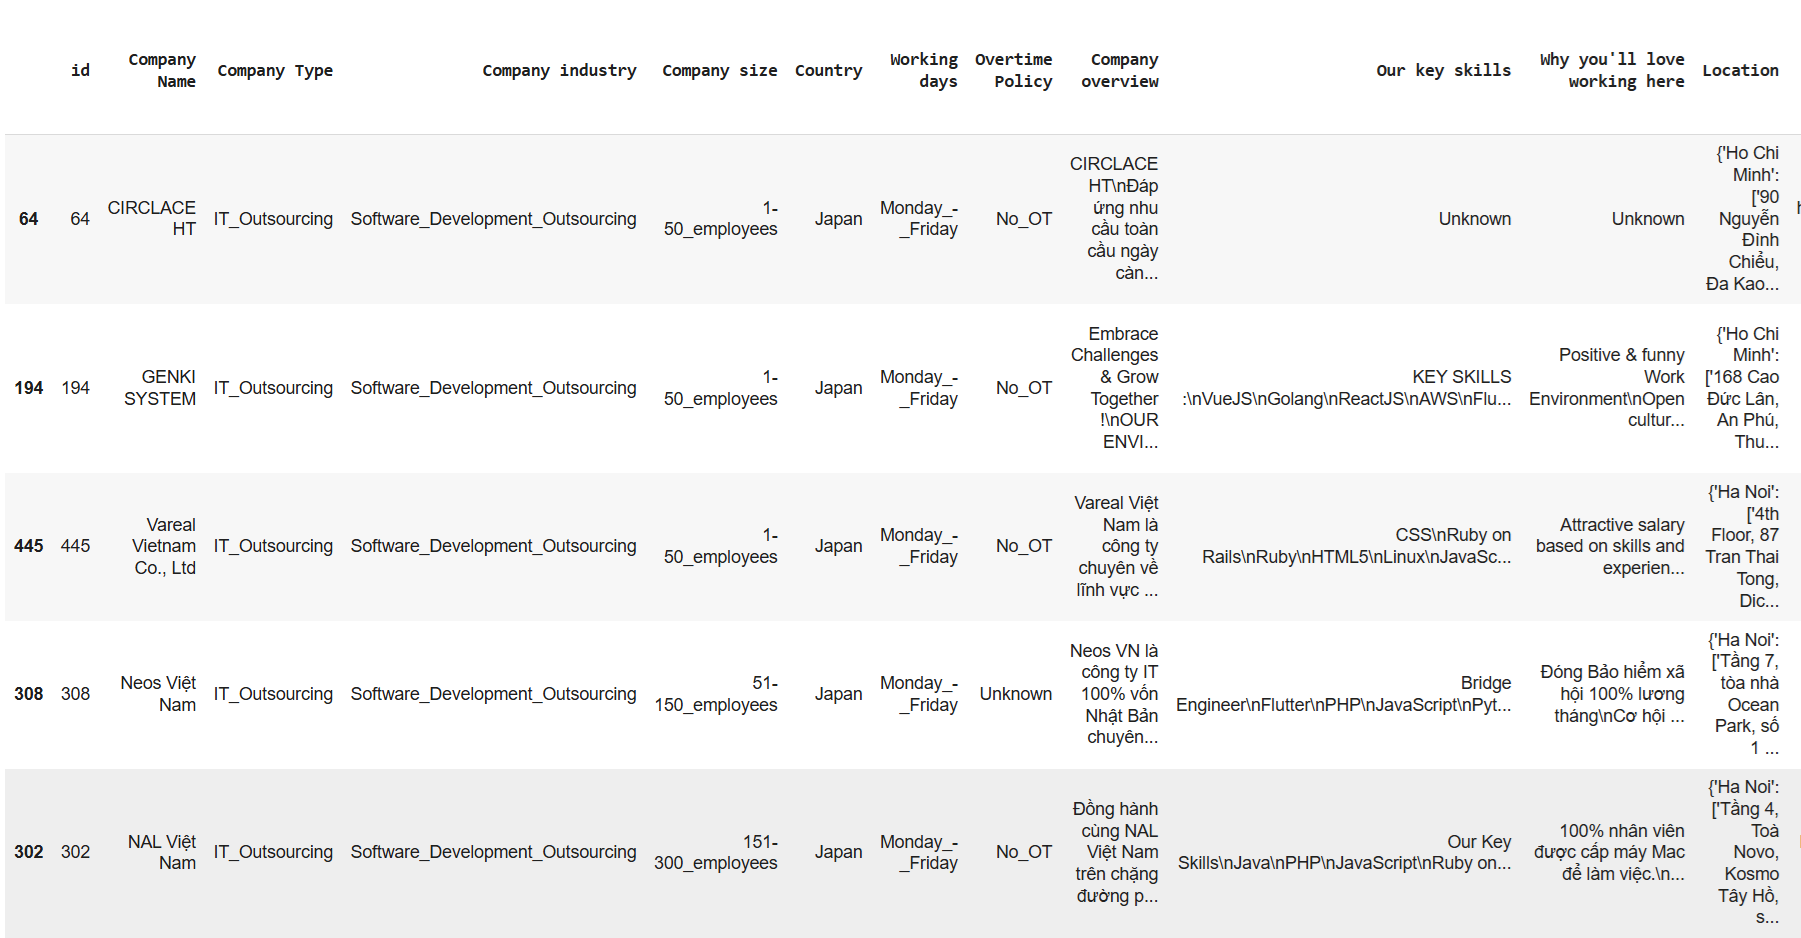 id Company Name Company Type Company industry Company size Country Working days Overtime Policy Company overview Our key skills Why you'll love working here Location
64 64 CIRCLACE HT IT_Outsourcing Software_Development_Outsourcing 1-50_employees Japan Monday_-_Friday No_OT CIRCLACE HT\nĐáp ứng nhu cầu toàn cầu ngày càn... Unknown Unknown {'Ho Chi Minh': ['90 Nguyễn Đình Chiểu, Đa Kao...
194 194 GENKI SYSTEM IT_Outsourcing Software_Development_Outsourcing 1-50_employees Japan Monday_-_Friday No_OT Embrace Challenges & Grow Together !\nOUR ENVI... KEY SKILLS :\nVueJS\nGolang\nReactJS\nAWS\nFlu... Positive & funny Work Environment\nOpen cultur... {'Ho Chi Minh': ['168 Cao Đức Lân, An Phú, Thu...
445 445 Vareal Vietnam Co., Ltd IT_Outsourcing Software_Development_Outsourcing 1-50_employees Japan Monday_-_Friday No_OT Vareal Việt Nam là công ty chuyên về lĩnh vực ... CSS\nRuby on Rails\nRuby\nHTML5\nLinux\nJavaSc... Attractive salary based on skills and experien... {'Ha Noi': ['4th Floor, 87 Tran Thai Tong, Dic...
308 308 Neos Việt Nam IT_Outsourcing Software_Development_Outsourcing 51-150_employees Japan Monday_-_Friday Unknown Neos VN là công ty IT 100% vốn Nhật Bản chuyên... Bridge Engineer\nFlutter\nPHP\nJavaScript\nPyt... Đóng Bảo hiểm xã hội 100% lương tháng\nCơ hội ... {'Ha Noi': ['Tầng 7, tòa nhà Ocean Park, số 1 ...
302 302 NAL Việt Nam IT_Outsourcing Software_Development_Outsourcing 151-300_employees Japan Monday_-_Friday No_OT Đồng hành cùng NAL Việt Nam trên chặng đường p... Our Key Skills\nJava\nPHP\nJavaScript\nRuby on... 100% nhân viên được cấp máy Mac để làm việc.\n... {'Ha Noi': ['Tầng 4, Toà Novo, Kosmo Tây Hồ, s...